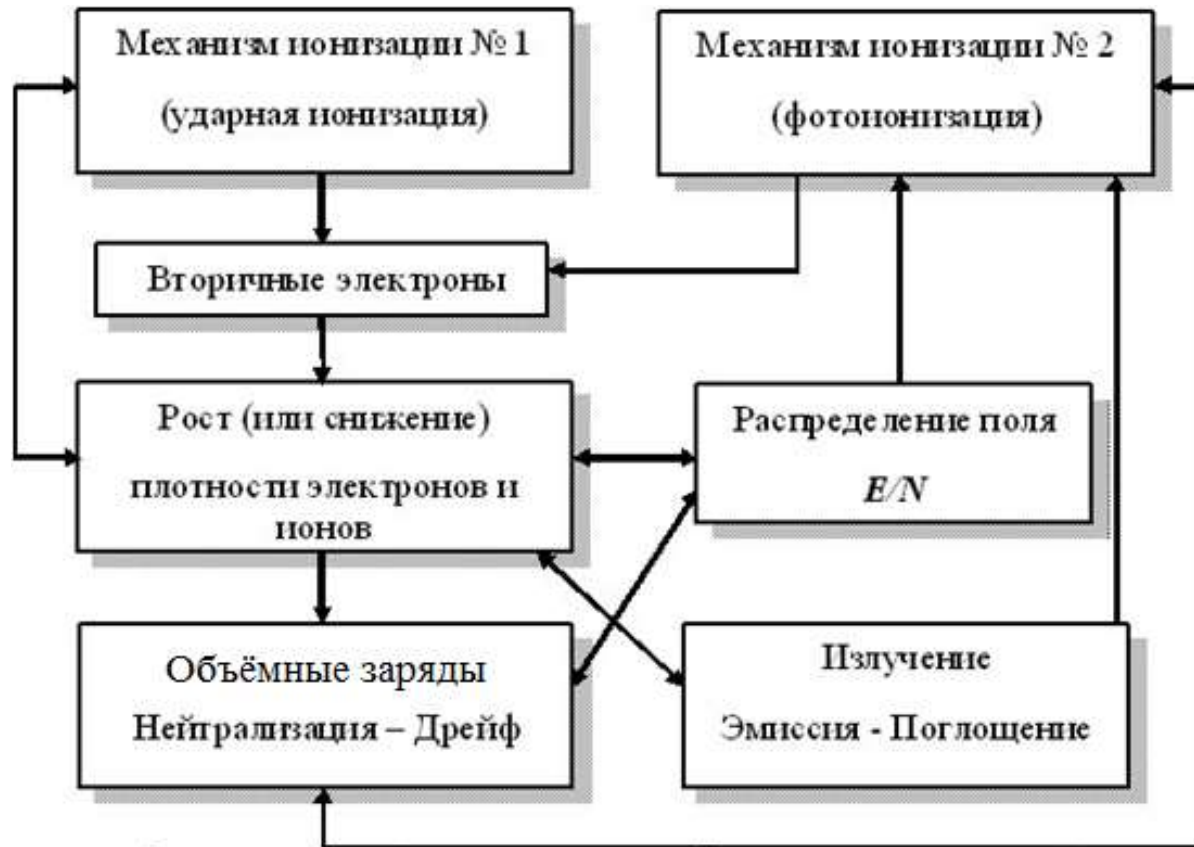 Механизм ионизации № 1
(ударная ионизация)
Механизм ионизации № 2
(фотоионизация)
Вторичные электроны
Рост (или снижение)
плотности электронов и
ионов
Распределение поля
E/N
Объёмные заряды
Нейтрализация – Дрейф
Излучение
Эмиссия - Поглощение